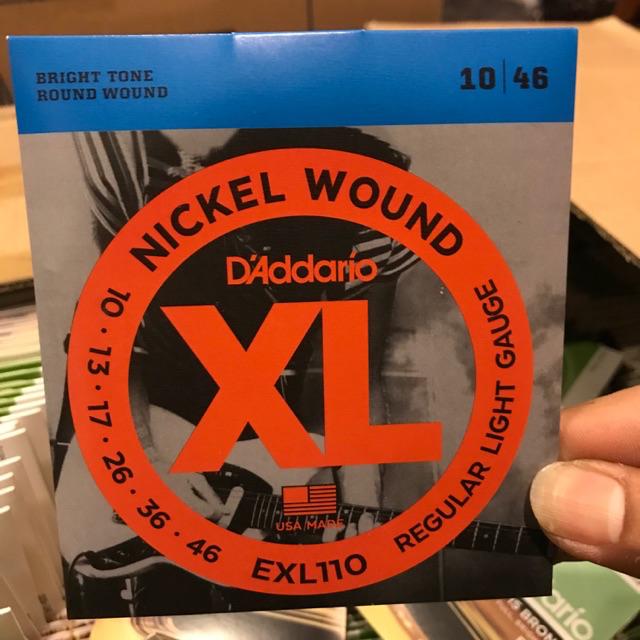 BRIGHT TONE
ROUND WOUND
10|46
NICKEL WOUND
D'Addario
XL
10 · 13 · 17 · 26 · 36 · 46
USA MADE
EXL110
REGULAR LIGHT GAUGE